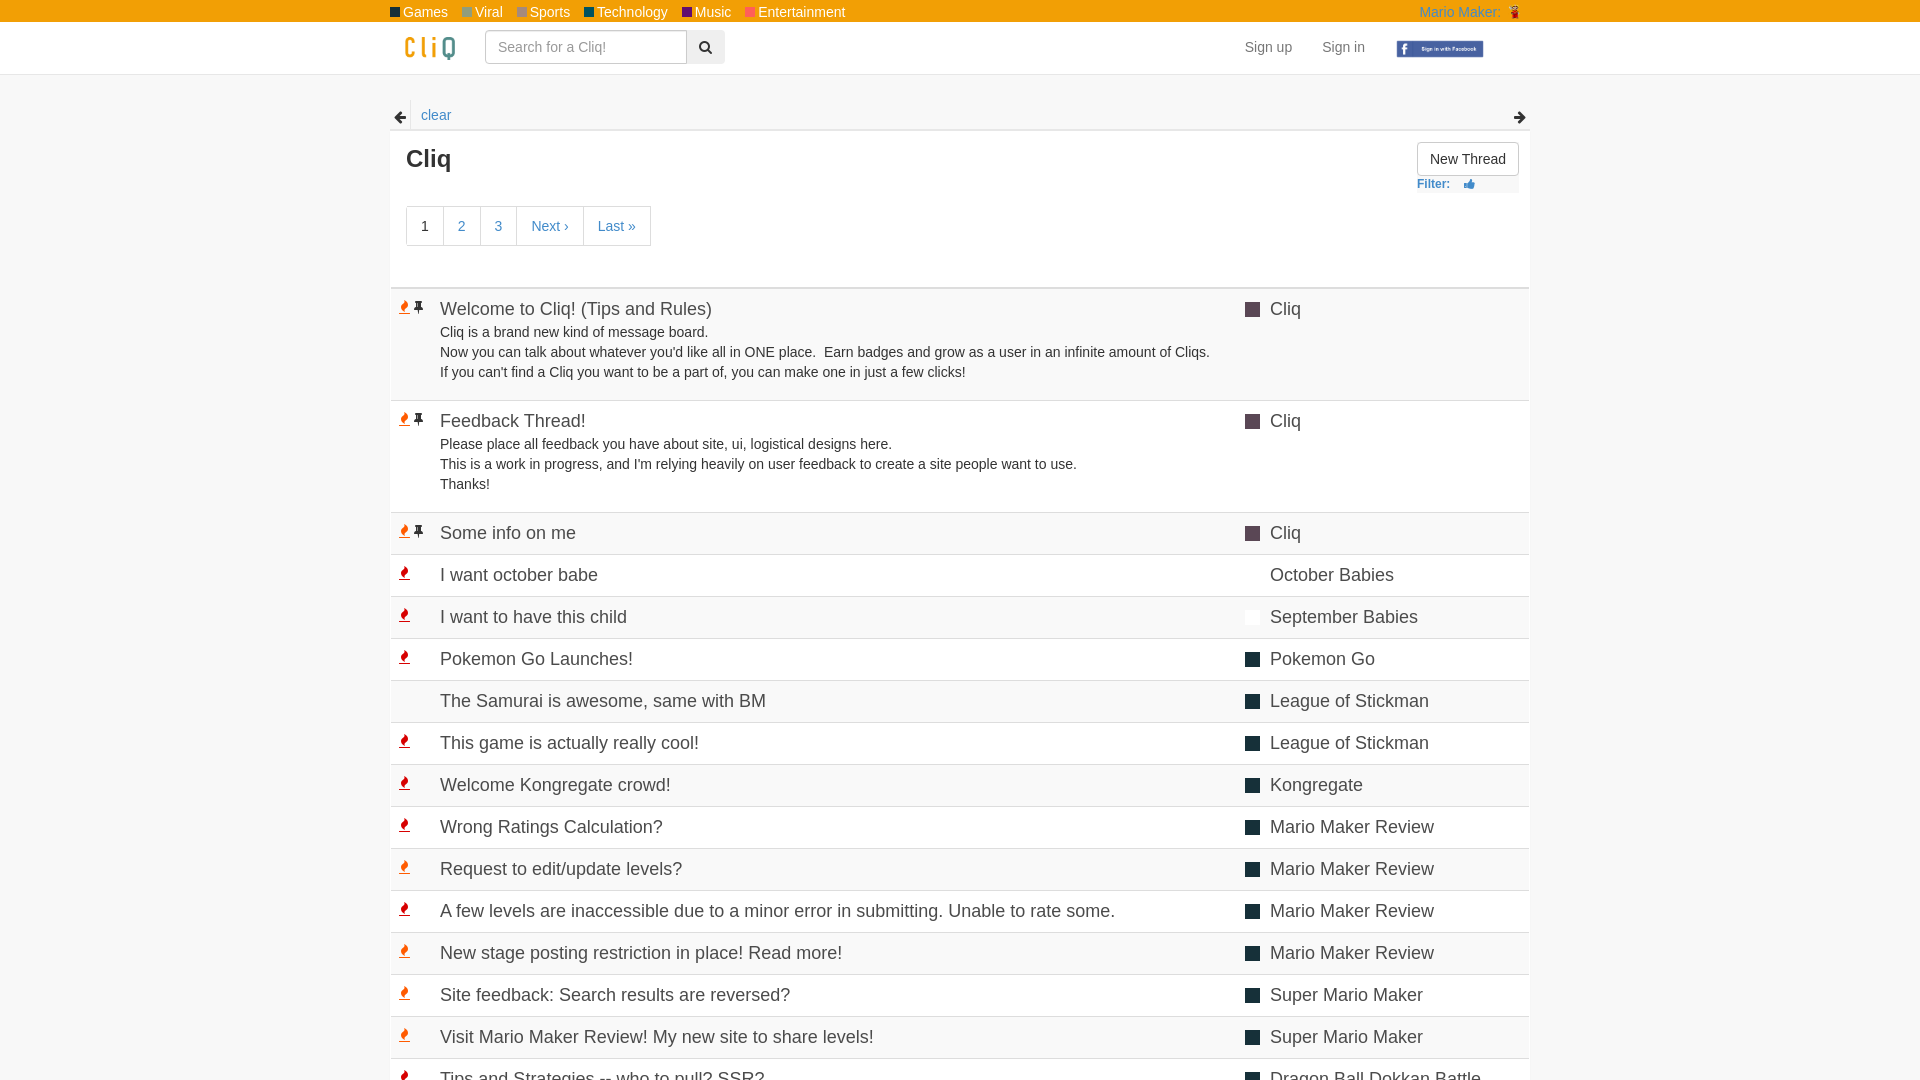 Games Viral Sports Technology Music Entertainment Mario Maker:
CliQ Search for a Cliq! Sign up Sign in Sign in with Facebook
clear
Cliq New Thread
Filter:
1 2 3 Next › Last »
Welcome to Cliq! (Tips and Rules) Cliq
Cliq is a brand new kind of message board.
Now you can talk about whatever you'd like all in ONE place.  Earn badges and grow as a user in an infinite amount of Cliqs.
If you can't find a Cliq you want to be a part of, you can make one in just a few clicks!
Feedback Thread! Cliq
Please place all feedback you have about site, ui, logistical designs here.
This is a work in progress, and I'm relying heavily on user feedback to create a site people want to use.
Thanks!
Some info on me Cliq
I want october babe October Babies
I want to have this child September Babies
Pokemon Go Launches! Pokemon Go
The Samurai is awesome, same with BM League of Stickman
This game is actually really cool! League of Stickman
Welcome Kongregate crowd! Kongregate
Wrong Ratings Calculation? Mario Maker Review
Request to edit/update levels? Mario Maker Review
A few levels are inaccessible due to a minor error in submitting. Unable to rate some. Mario Maker Review
New stage posting restriction in place! Read more! Mario Maker Review
Site feedback: Search results are reversed? Super Mario Maker
Visit Mario Maker Review! My new site to share levels! Super Mario Maker
Tips and Strategies -- who to pull? SSR? Dragon Ball Dokkan Battle